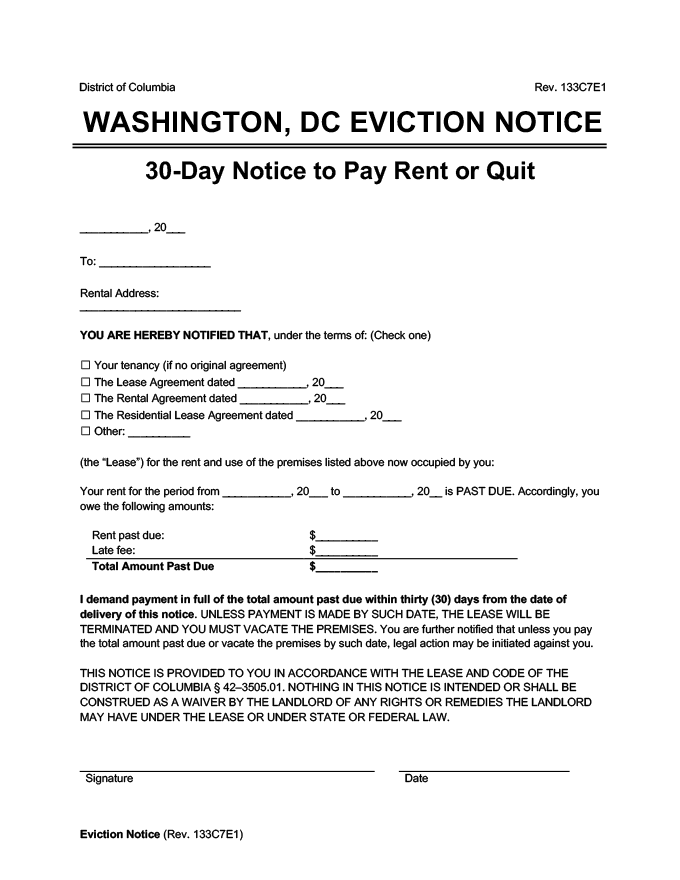 District of Columbia Rev. 133C7E1
WASHINGTON, DC EVICTION NOTICE
30-Day Notice to Pay Rent or Quit
___________, 20___
To: __________________
Rental Address:
__________________________
YOU ARE HEREBY NOTIFIED THAT, under the terms of: (Check one)
☐ Your tenancy (if no original agreement)
☐ The Lease Agreement dated ___________, 20___
☐ The Rental Agreement dated ___________, 20___
☐ The Residential Lease Agreement dated ___________, 20___
☐ Other: __________
(the “Lease”) for the rent and use of the premises listed above now occupied by you:
Your rent for the period from ___________, 20___ to ___________, 20__ is PAST DUE. Accordingly, you
owe the following amounts:
Rent past due: $__________
Late fee: $__________
Total Amount Past Due $__________
I demand payment in full of the total amount past due within thirty (30) days from the date of
delivery of this notice. UNLESS PAYMENT IS MADE BY SUCH DATE, THE LEASE WILL BE
TERMINATED AND YOU MUST VACATE THE PREMISES. You are further notified that unless you pay
the total amount past due or vacate the premises by such date, legal action may be initiated against you.
THIS NOTICE IS PROVIDED TO YOU IN ACCORDANCE WITH THE LEASE AND CODE OF THE
DISTRICT OF COLUMBIA § 42–3505.01. NOTHING IN THIS NOTICE IS INTENDED OR SHALL BE
CONSTRUED AS A WAIVER BY THE LANDLORD OF ANY RIGHTS OR REMEDIES THE LANDLORD
MAY HAVE UNDER THE LEASE OR UNDER STATE OR FEDERAL LAW.
Signature Date
Eviction Notice (Rev. 133C7E1)